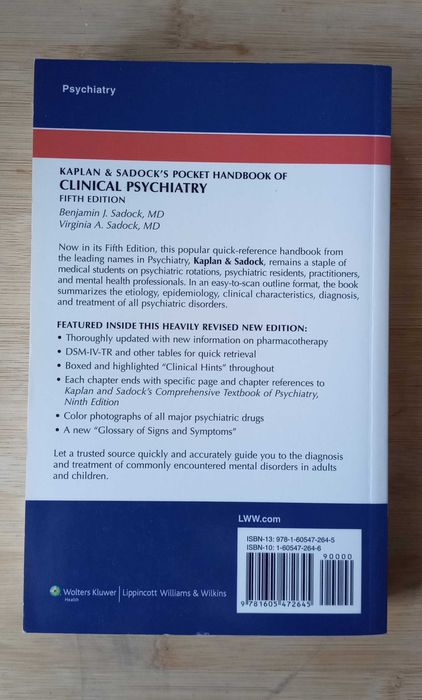 Psychiatry
KAPLAN & SADOCK'S POCKET HANDBOOK OF
CLINICAL PSYCHIATRY
FIFTH EDITION
Benjamin J. Sadock, MD
Virginia A. Sadock, MD
Now in its Fifth Edition, this popular quick-reference handbook from
the leading names in Psychiatry, Kaplan & Sadock, remains a staple of
medical students on psychiatric rotations, psychiatric residents, practitioners,
and mental health professionals. In an easy-to-scan outline format, the book
summarizes the etiology, epidemiology, clinical characteristics, diagnosis,
and treatment of all psychiatric disorders.
FEATURED INSIDE THIS HEAVILY REVISED NEW EDITION:
• Thoroughly updated with new information on pharmacotherapy
• DSM-IV-TR and other tables for quick retrieval
• Boxed and highlighted "Clinical Hints" throughout
• Each chapter ends with specific page and chapter references to
Kaplan and Sadock's Comprehensive Textbook of Psychiatry,
Ninth Edition
• Color photographs of all major psychiatric drugs
• A new "Glossary of Signs and Symptoms"
Let a trusted source quickly and accurately guide you to the diagnosis
and treatment of commonly encountered mental disorders in adults
and children.
LWW.com
ISBN-13: 978-1-60547-264-5
ISBN-10: 1-60547-264-6
90000
9 781605 472645
Wolters Kluwer | Lippincott Williams & Wilkins
Health